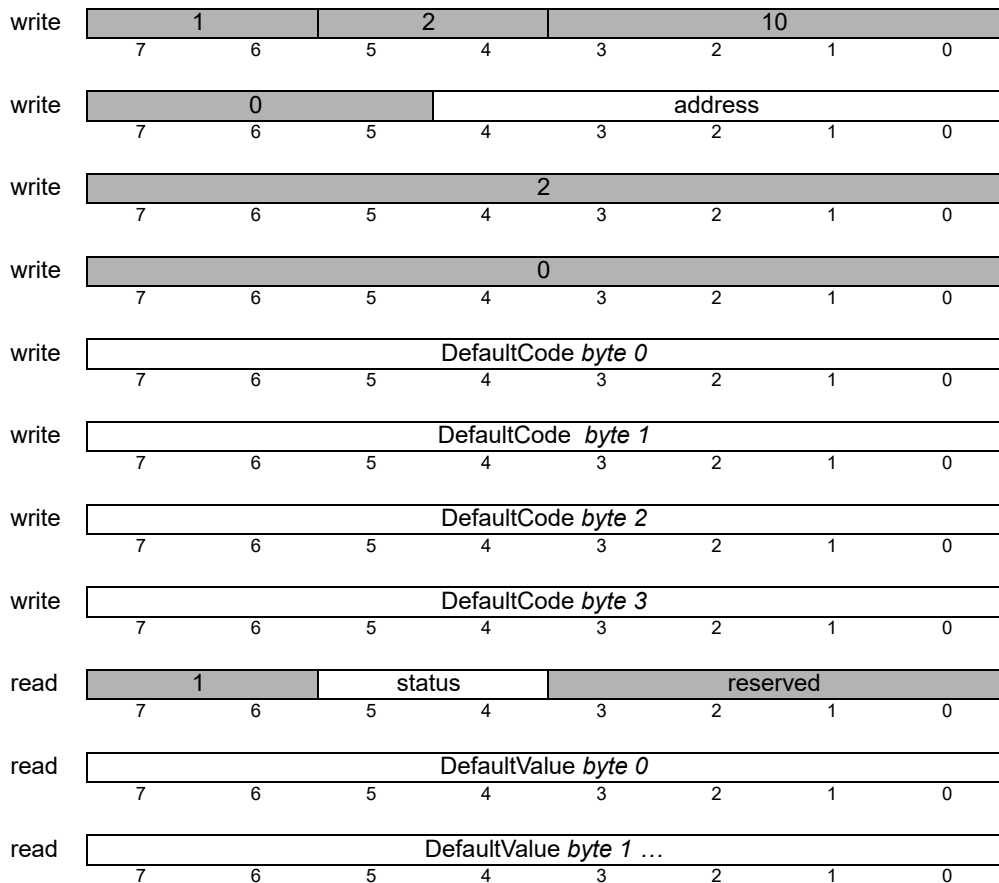 write 1 2 10
7 6 5 4 3 2 1 0
write 0 address
7 6 5 4 3 2 1 0
write 2
7 6 5 4 3 2 1 0
write 0
7 6 5 4 3 2 1 0
write DefaultCode byte 0
7 6 5 4 3 2 1 0
write DefaultCode byte 1
7 6 5 4 3 2 1 0
write DefaultCode byte 2
7 6 5 4 3 2 1 0
write DefaultCode byte 3
7 6 5 4 3 2 1 0
read 1 status reserved
7 6 5 4 3 2 1 0
read DefaultValue byte 0
7 6 5 4 3 2 1 0
read DefaultValue byte 1 …
7 6 5 4 3 2 1 0